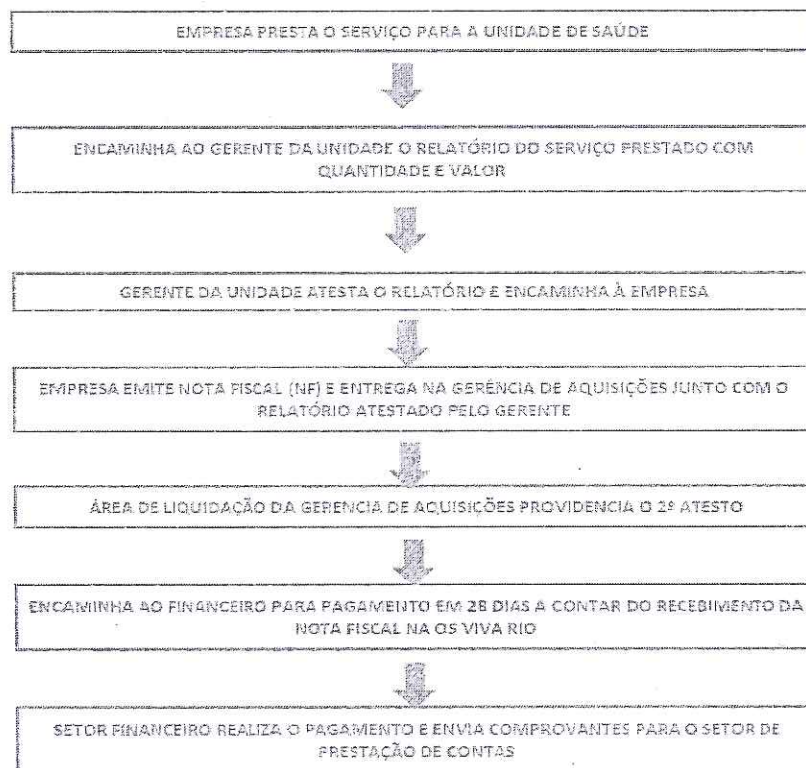 EMPRESA PRESTA O SERVIÇO PARA A UNIDADE DE SAÚDE
ENCAMINHA AO GERENTE DA UNIDADE O RELATÓRIO DO SERVIÇO PRESTADO COM
QUANTIDADE E VALOR
GERENTE DA UNIDADE ATESTA O RELATÓRIO E ENCAMINHA À EMPRESA
EMPRESA EMITE NOTA FISCAL (NF) E ENTREGA NA GERÊNCIA DE AQUISIÇÕES JUNTO COM O
RELATÓRIO ATESTADO PELO GERENTE
ÁREA DE LIQUIDAÇÃO DA GERENCIA DE AQUISIÇÕES PROVIDENCIA O 2º ATESTO
ENCAMINHA AO FINANCEIRO PARA PAGAMENTO EM 28 DIAS A CONTAR DO RECEBIMENTO DA
NOTA FISCAL NA OS VIVA RIO
SETOR FINANCEIRO REALIZA O PAGAMENTO E ENVIA COMPROVANTES PARA O SETOR DE
PRESTAÇÃO DE CONTAS